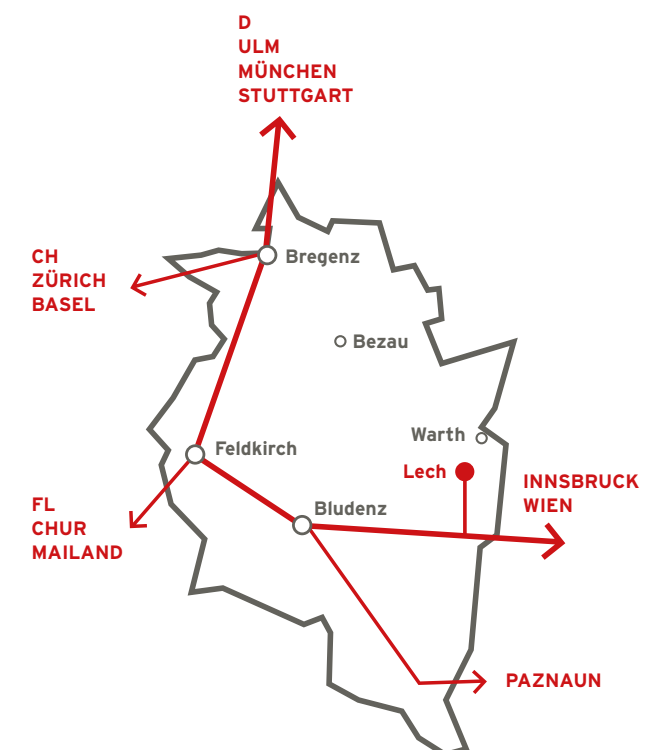 D
ULM
MÜNCHEN
STUTTGART
CH
ZÜRICH
BASEL
Bregenz
Bezau
Warth
Feldkirch
Lech
INNSBRUCK
WIEN
FL
CHUR
MAILAND
Bludenz
PAZNAUN